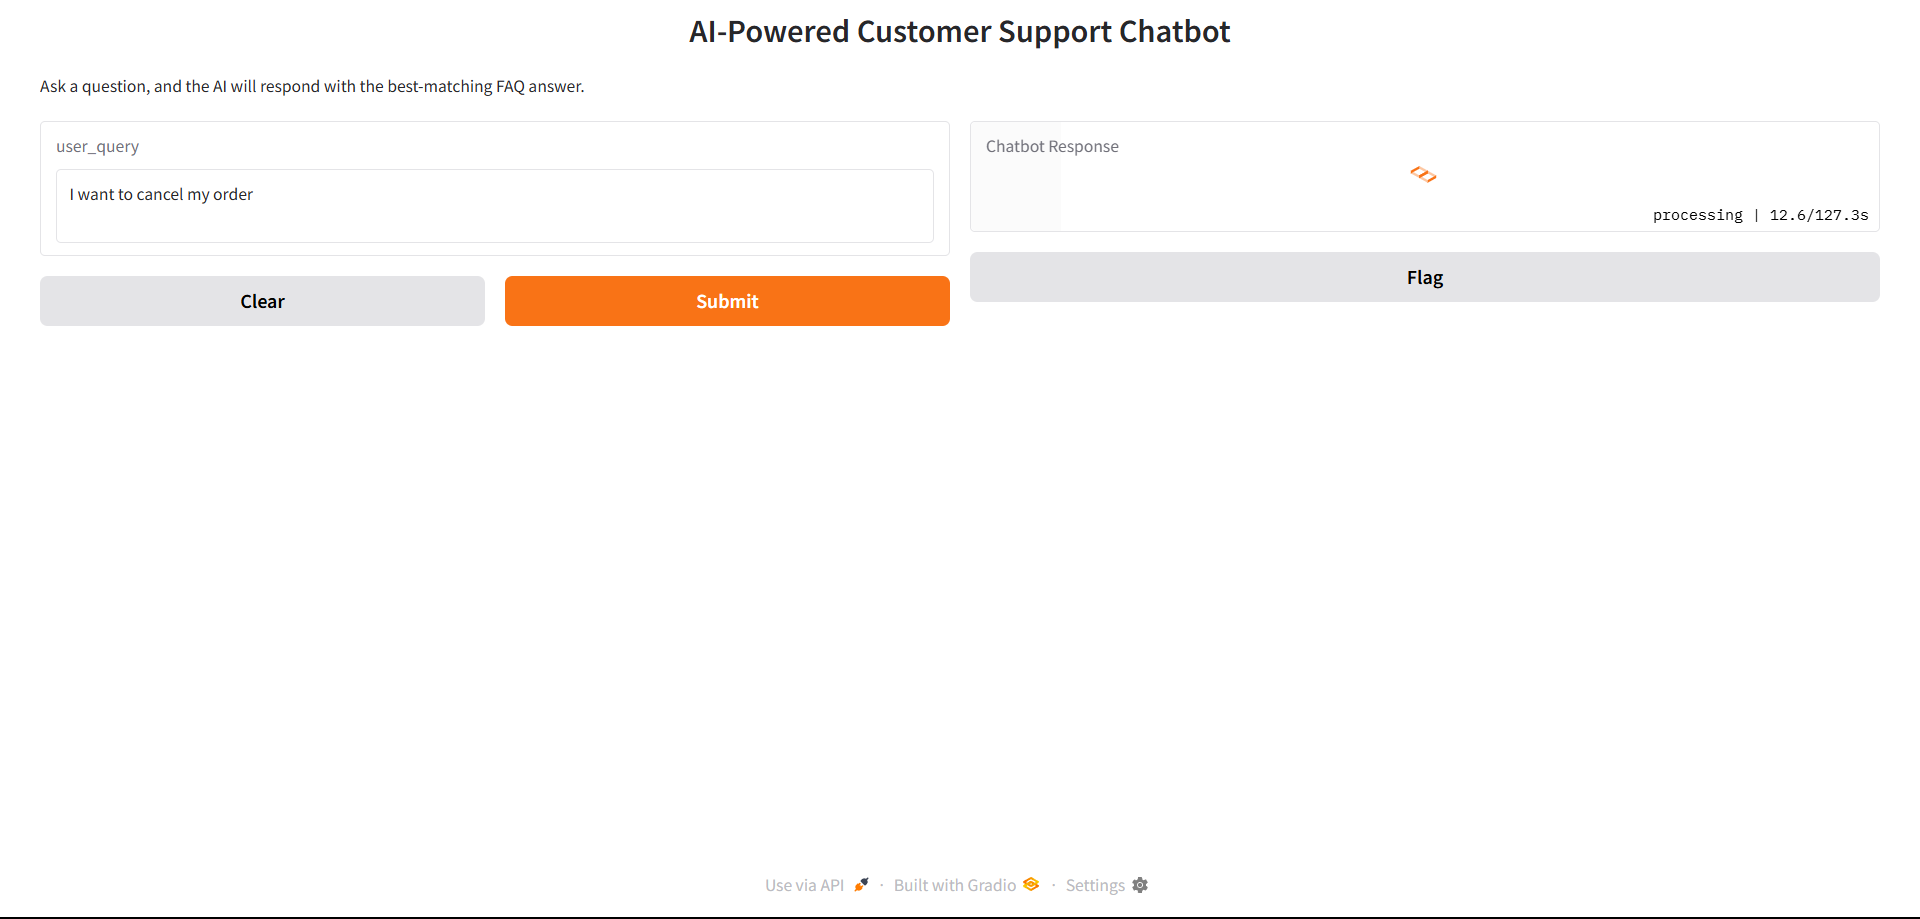 AI-Powered Customer Support Chatbot
Ask a question, and the AI will respond with the best-matching FAQ answer.
user_query
I want to cancel my order
Clear
Submit
Chatbot Response
processing | 12.6/127.3s
Flag
Use via API · Built with Gradio · Settings